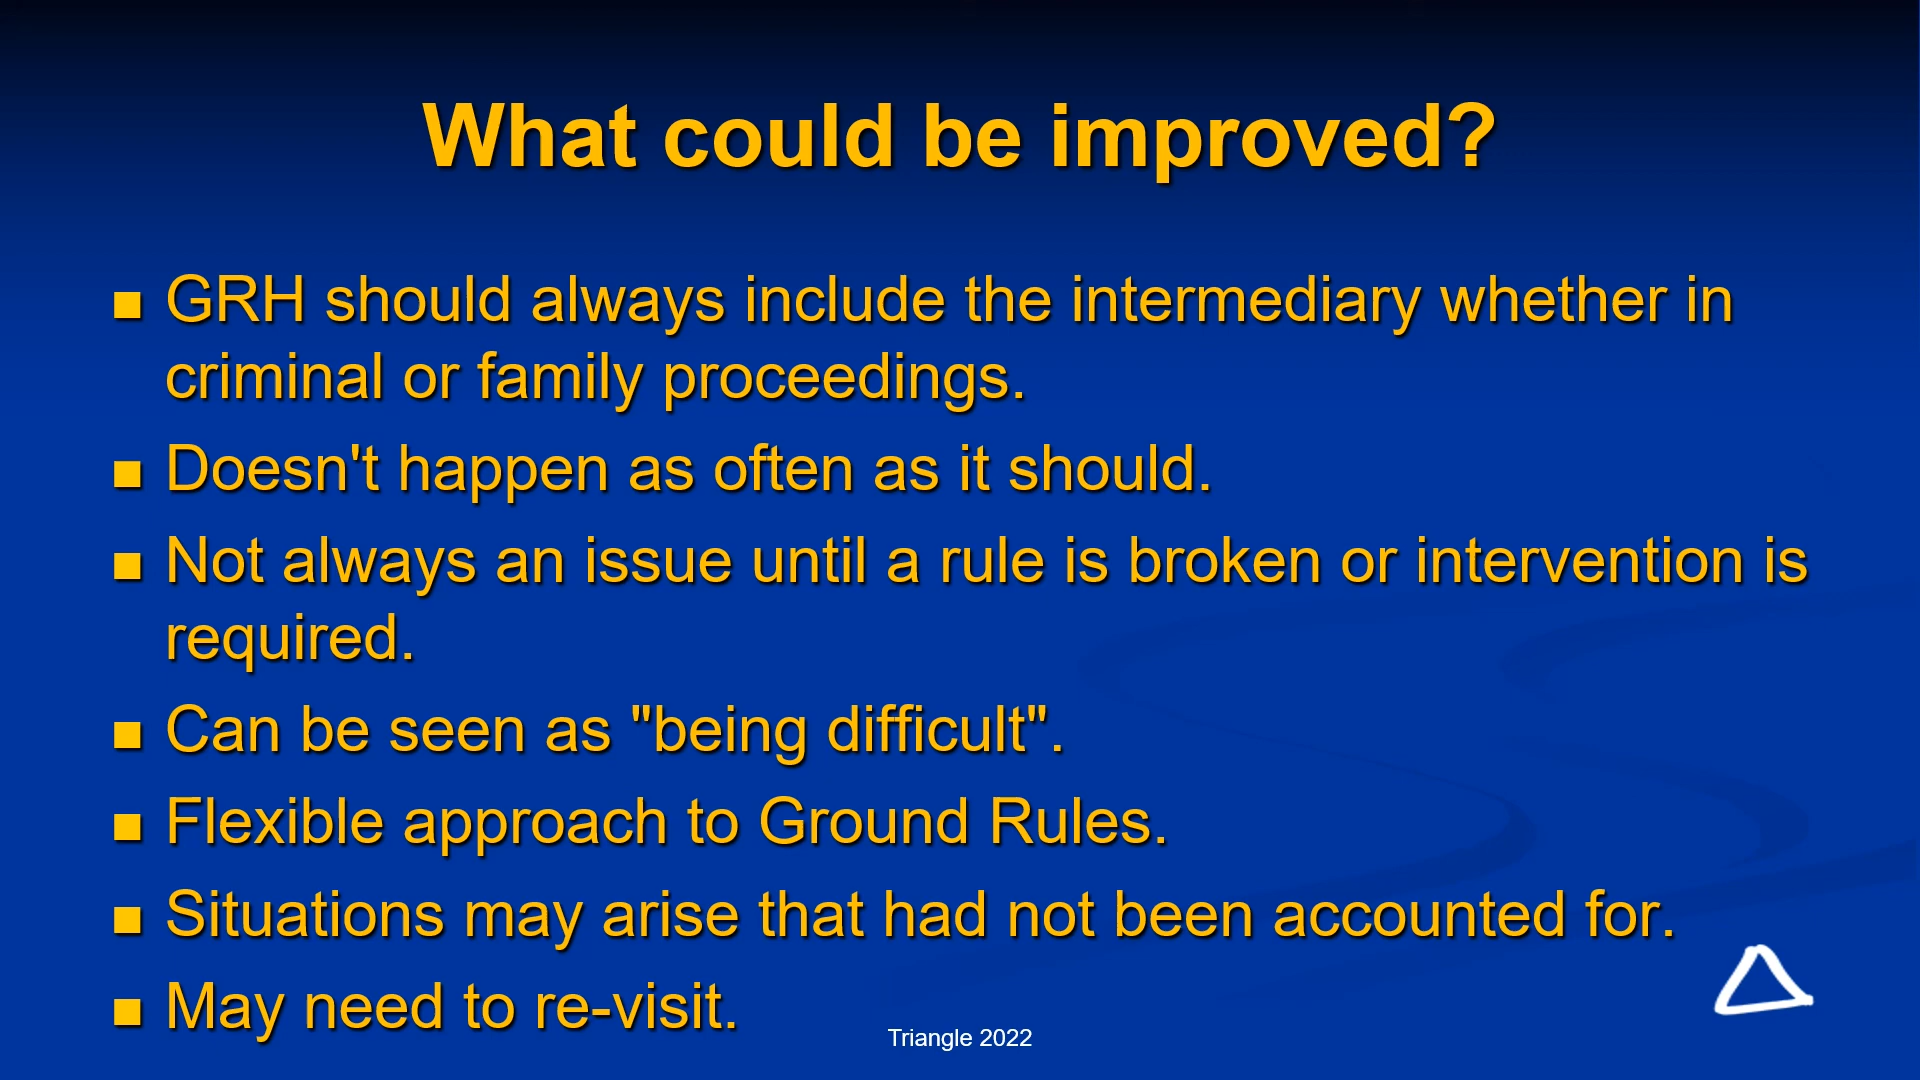 What could be improved?
■ GRH should always include the intermediary whether in
criminal or family proceedings.
■ Doesn't happen as often as it should.
■ Not always an issue until a rule is broken or intervention is
required.
■ Can be seen as "being difficult".
■ Flexible approach to Ground Rules.
■ Situations may arise that had not been accounted for.
■ May need to re-visit.
Triangle 2022